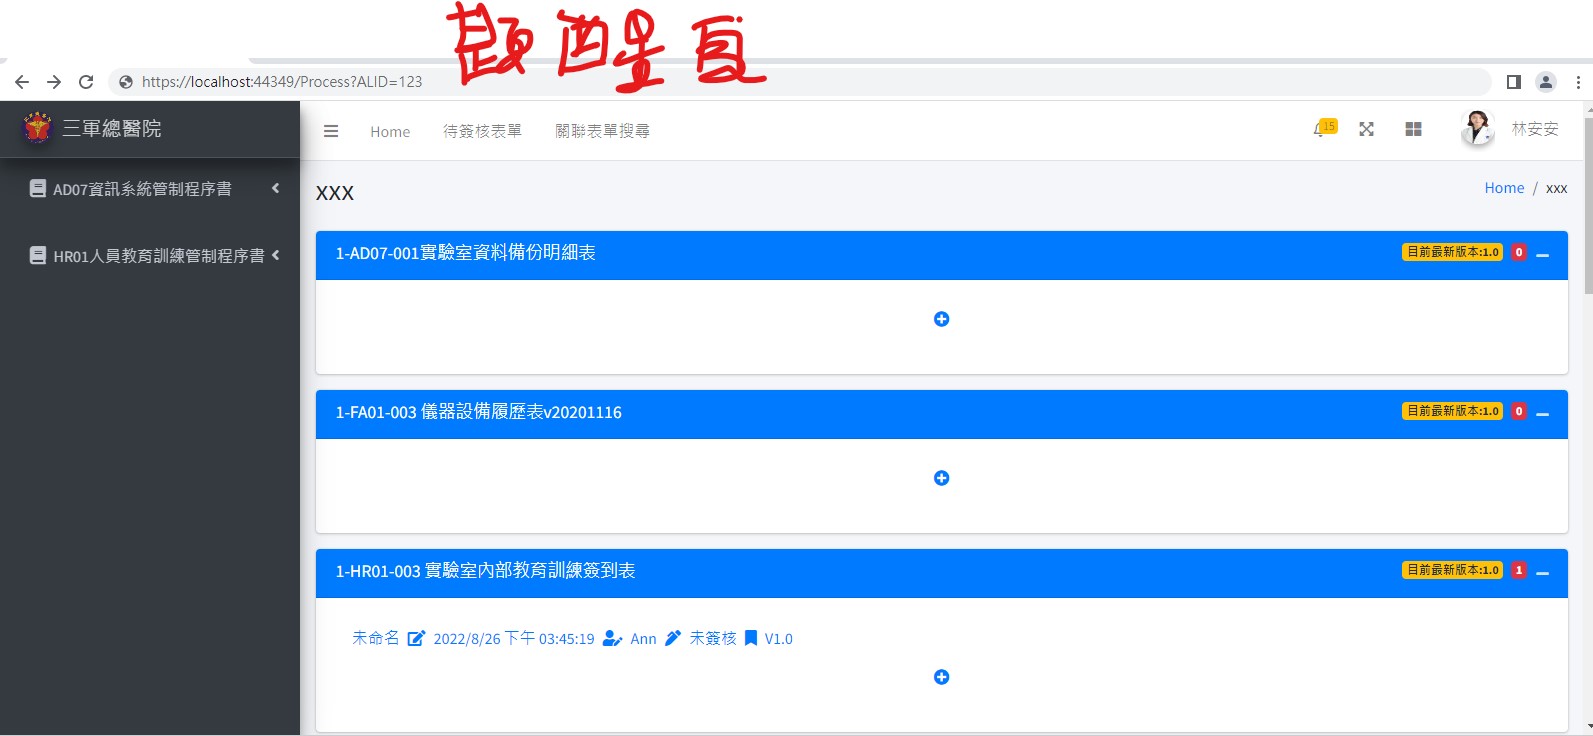 https://localhost:44349/Process?ALID=123
三軍總醫院
Home 待簽核表單 關聯表單搜尋 15 林安安
AD07資訊系統管制程序書
HR01人員教育訓練管制程序書
xxx
Home / xxx
1-AD07-001實驗室資料備份明細表 目前最新版本:1.0 0
1-FA01-003 儀器設備履歷表v20201116 目前最新版本:1.0 0
1-HR01-003 實驗室內部教育訓練簽到表 目前最新版本:1.0 1
未命名 2022/8/26 下午 03:45:19 Ann 未簽核 V1.0